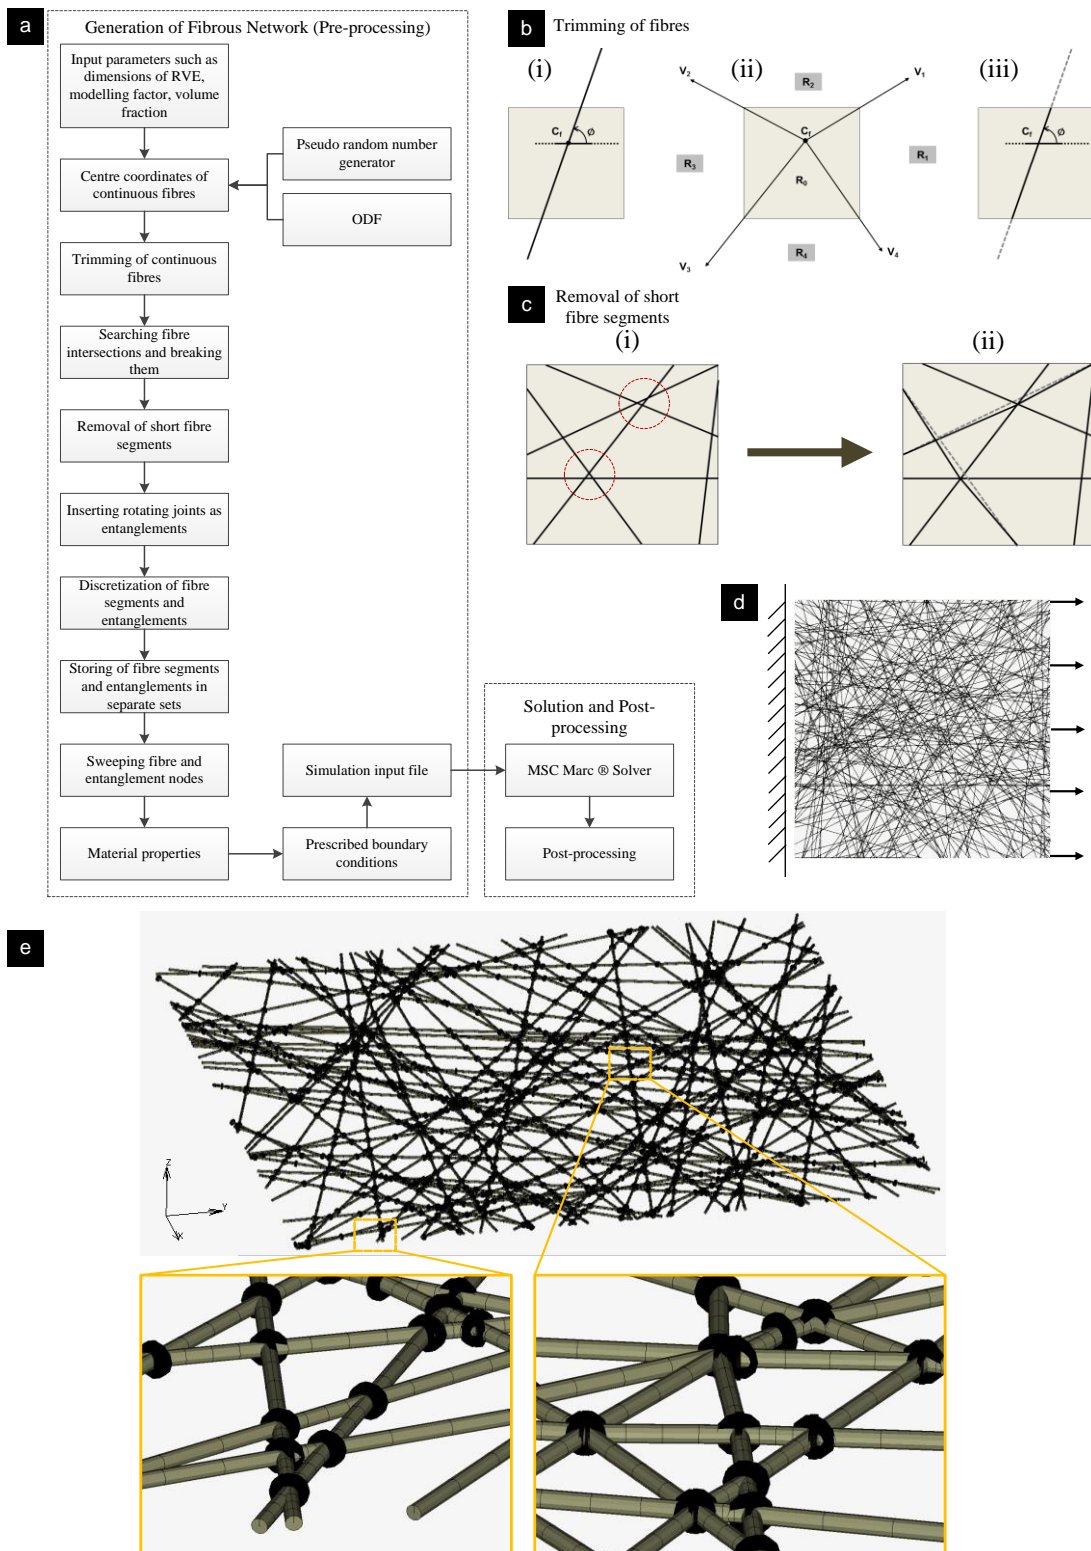 a
Generation of Fibrous Network (Pre-processing)
Input parameters such as
dimensions of RVE,
modelling factor, volume
fraction
Pseudo random number
generator
Centre coordinates of
continuous fibres
ODF
Trimming of continuous
fibres
Searching fibre
intersections and breaking
them
Removal of short fibre
segments
Inserting rotating joints as
entanglements
Discretization of fibre
segments and
entanglements
Storing of fibre segments
and entanglements in
separate sets
Sweeping fibre and
entanglement nodes
Simulation input file
Material properties
Prescribed boundary
conditions
Solution and Post-
processing
MSC Marc ® Solver
Post-processing
b
Trimming of fibres
(i)
Cf
ø
(ii)
V2
R2
V1
Cf
R3
R1
R0
R4
V3
V4
(iii)
Cf
ø
c
Removal of short
fibre segments
(i)
(ii)
d
e
Z
Y
X